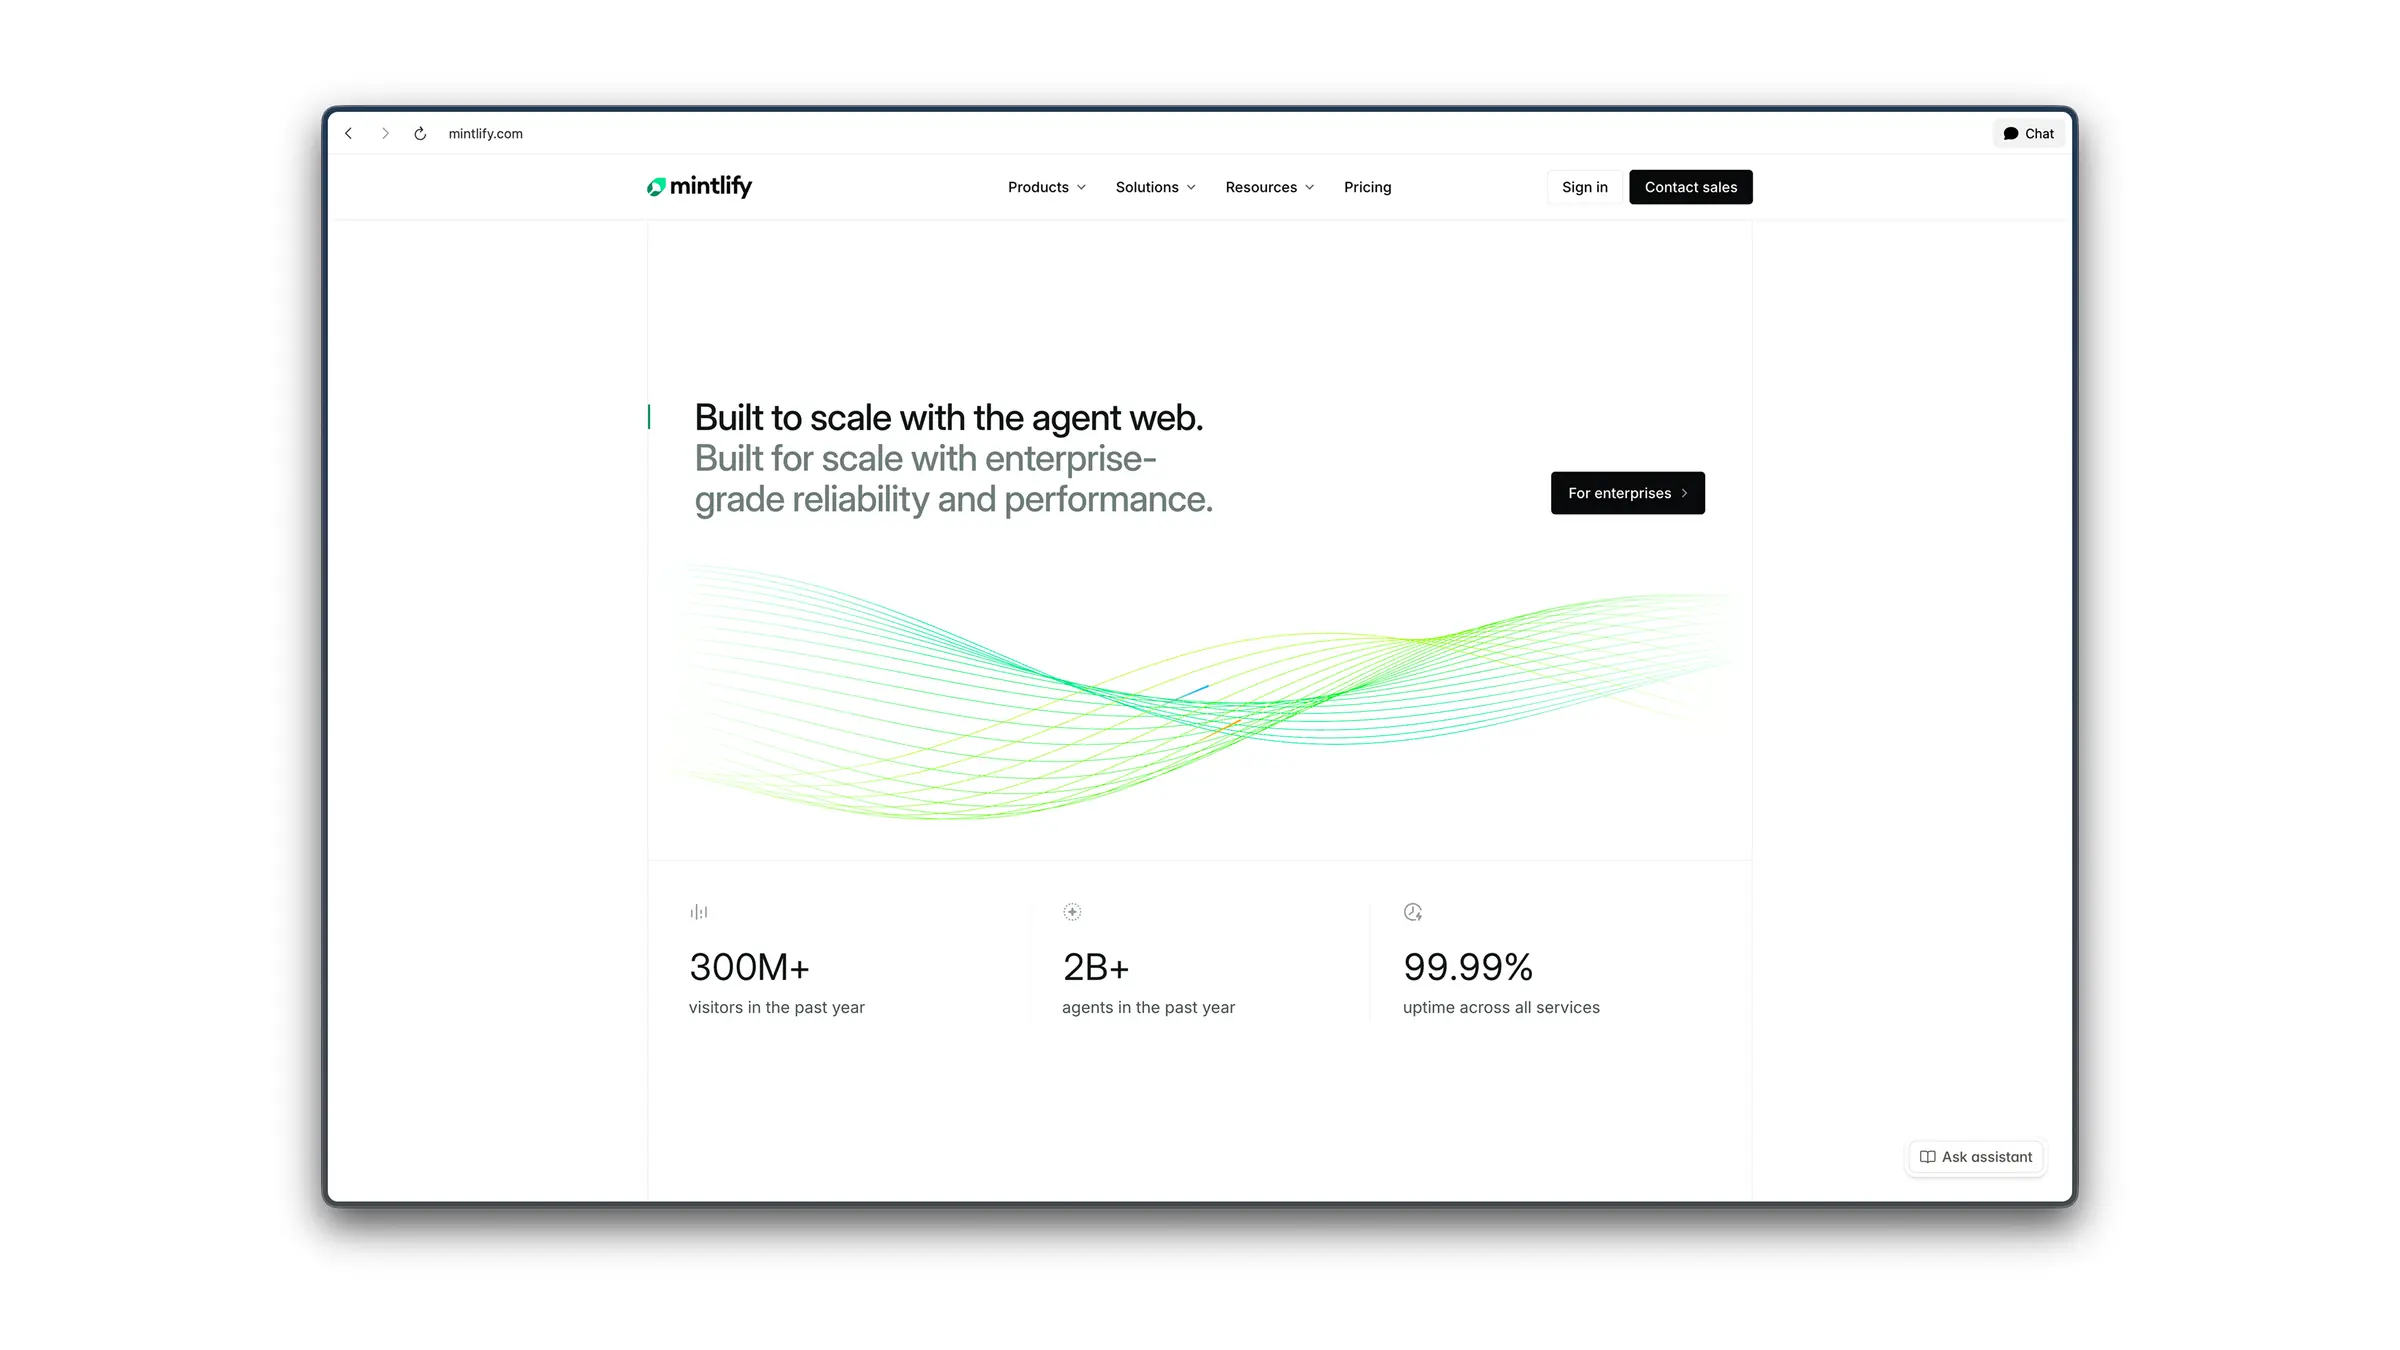 mintlify.com
Chat
mintlify
Products
Solutions
Resources
Pricing
Sign in
Contact sales
Built to scale with the agent web.
Built for scale with enterprise-
grade reliability and performance.
For enterprises
300M+
visitors in the past year
2B+
agents in the past year
99.99%
uptime across all services
Ask assistant